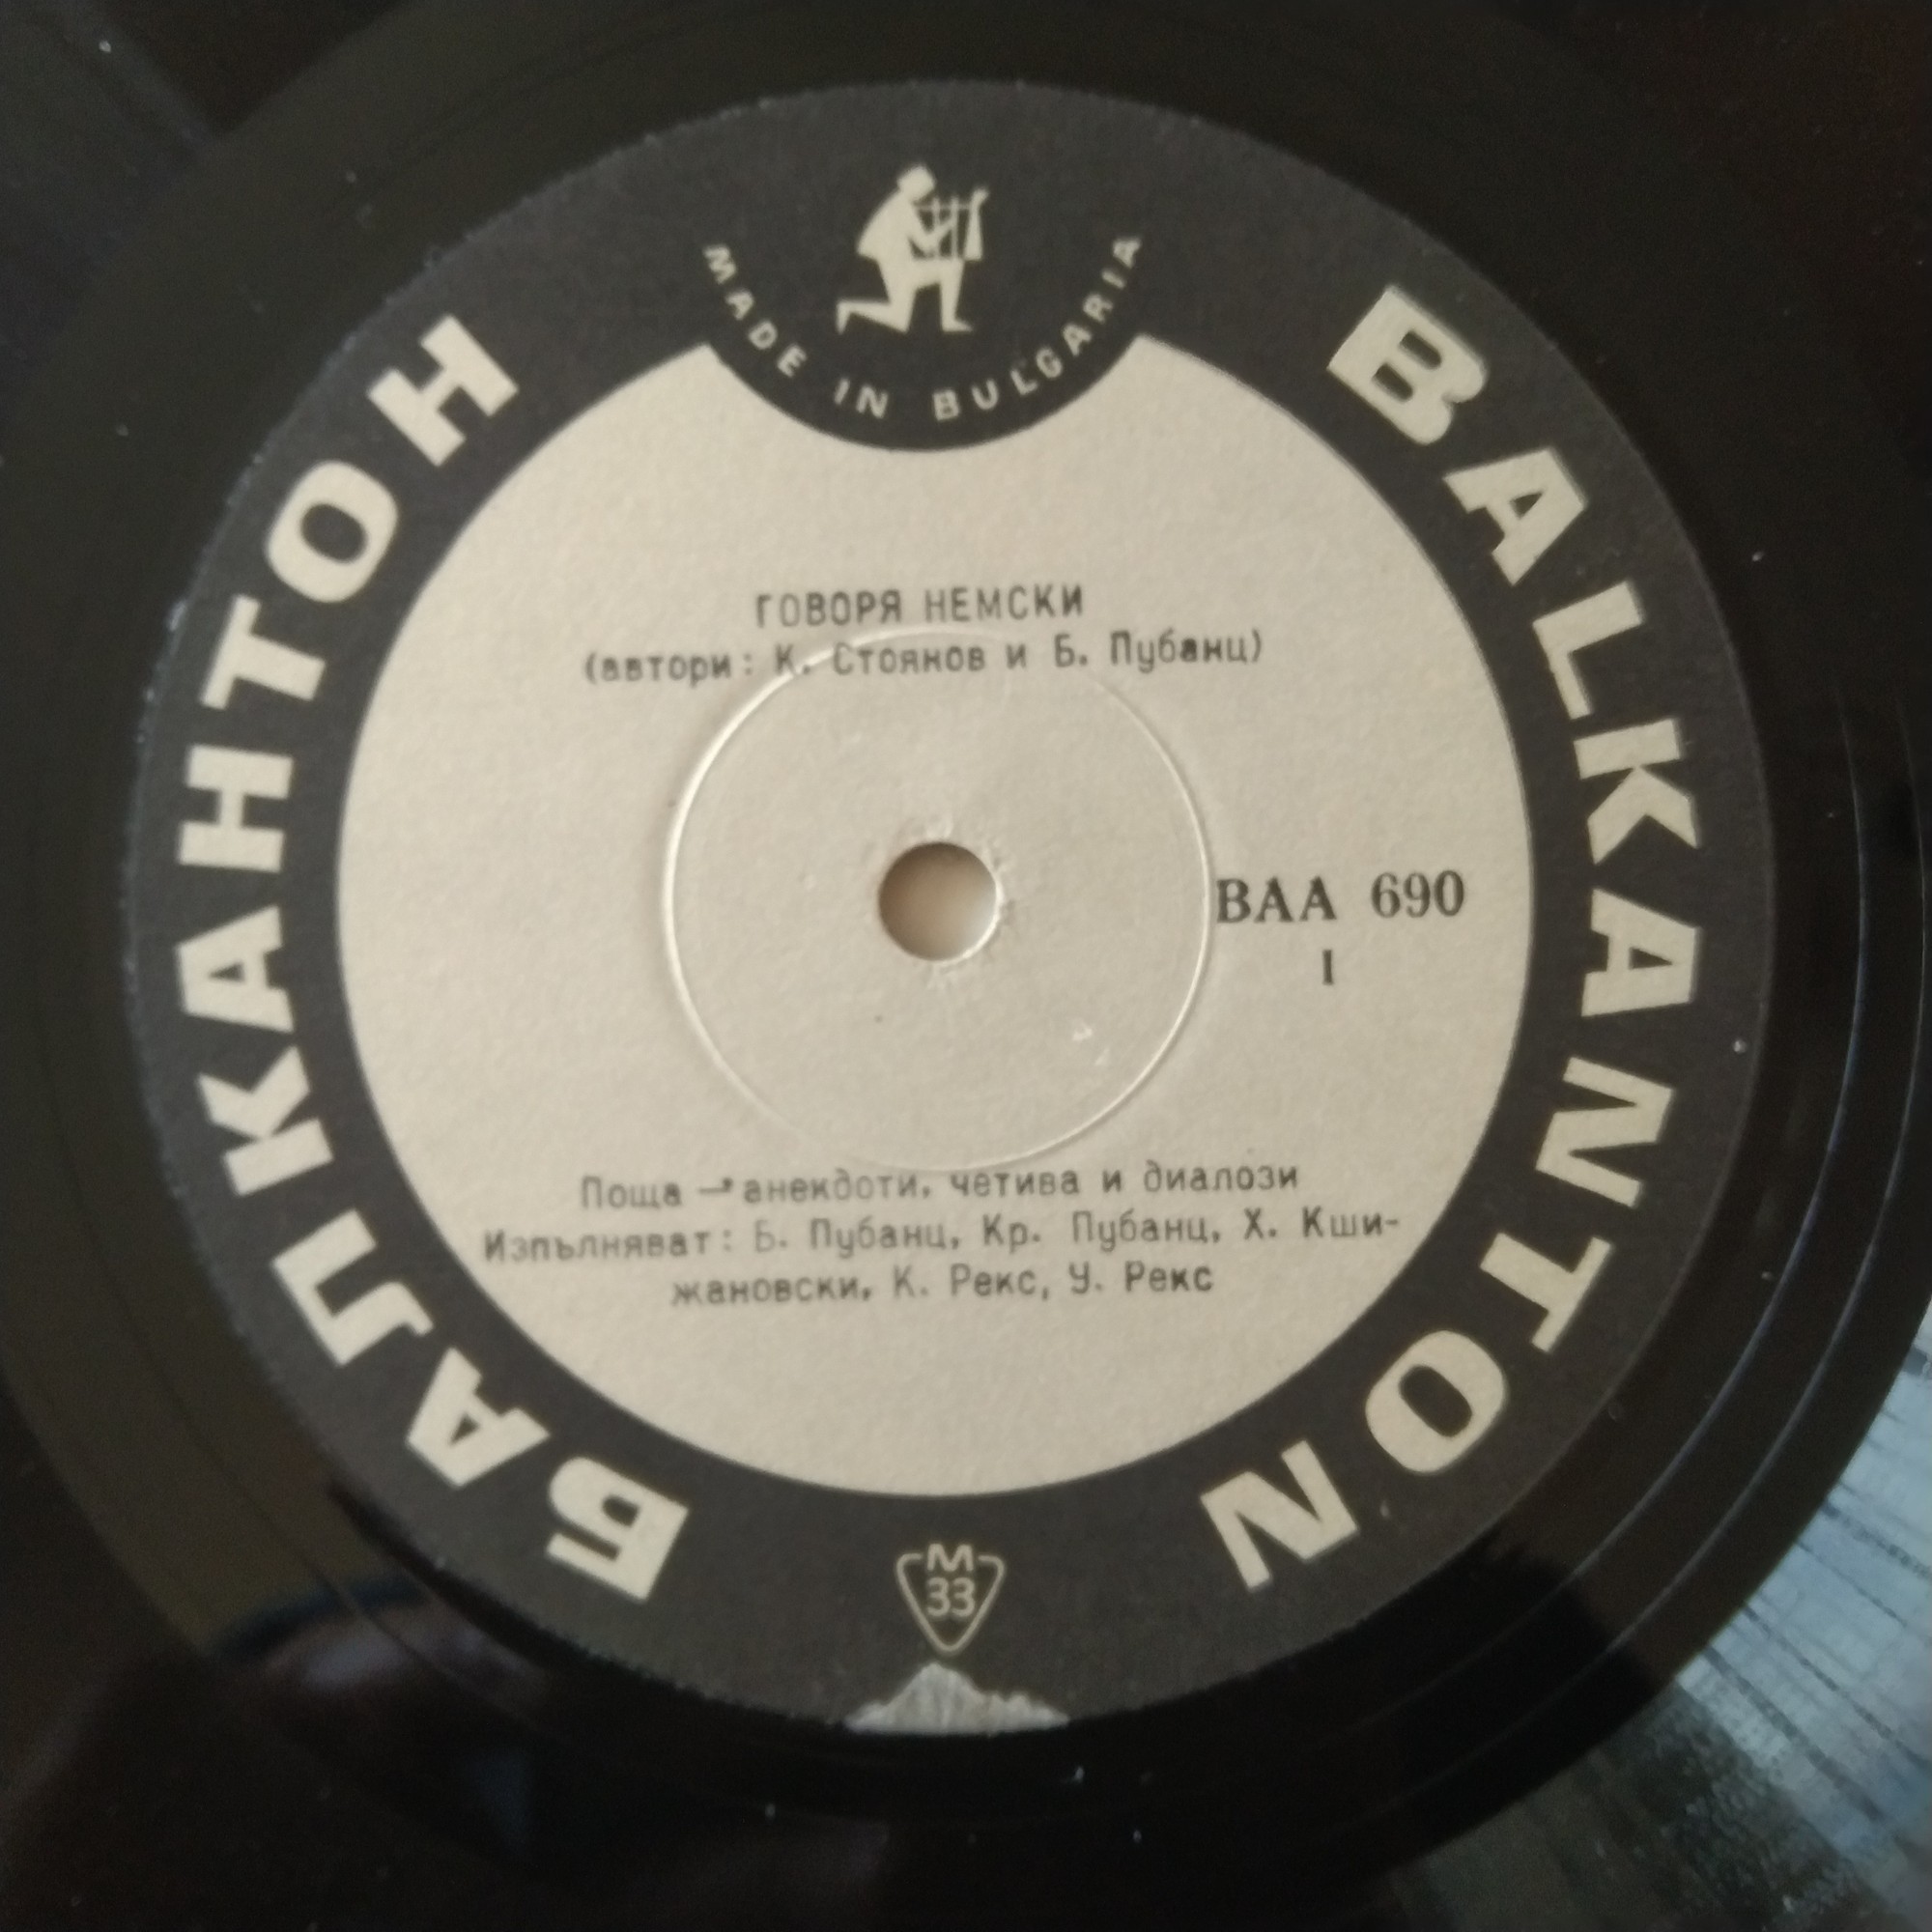 MADE IN BULGARIA
БАЛКАНТОН
BALKANTON
ГОВОРЯ НЕМСКИ
(автори: К. Стоянов и Б. Пубанц)
ВАА 690
I
Поща — анекдоти, четива и диалози
Изпълняват: Б. Пубанц, Кр. Пубанц, Х. Кши-
жановски, К. Рекс, У. Рекс
M
33